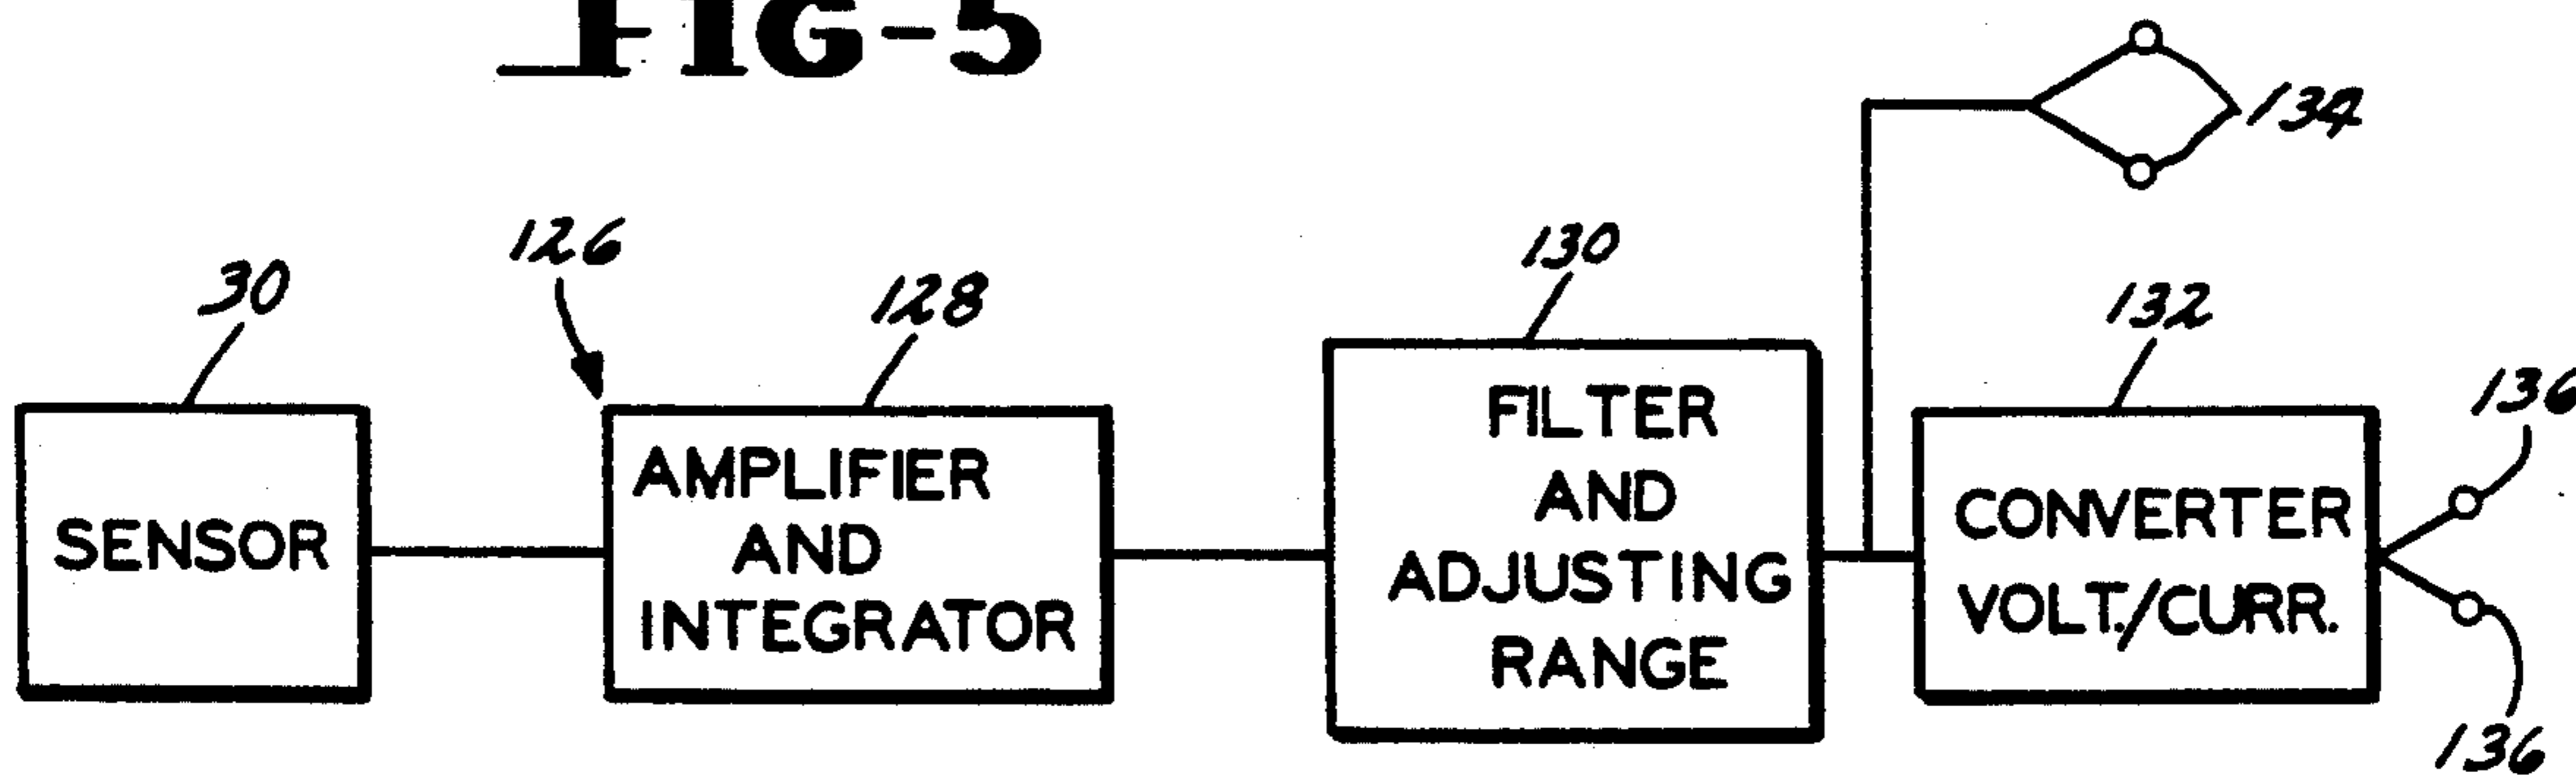 FIG-5
134
126
30
128
130
132
136
SENSOR
AMPLIFIER
AND
INTEGRATOR
FILTER
AND
ADJUSTING
RANGE
CONVERTER
VOLT./CURR.
136